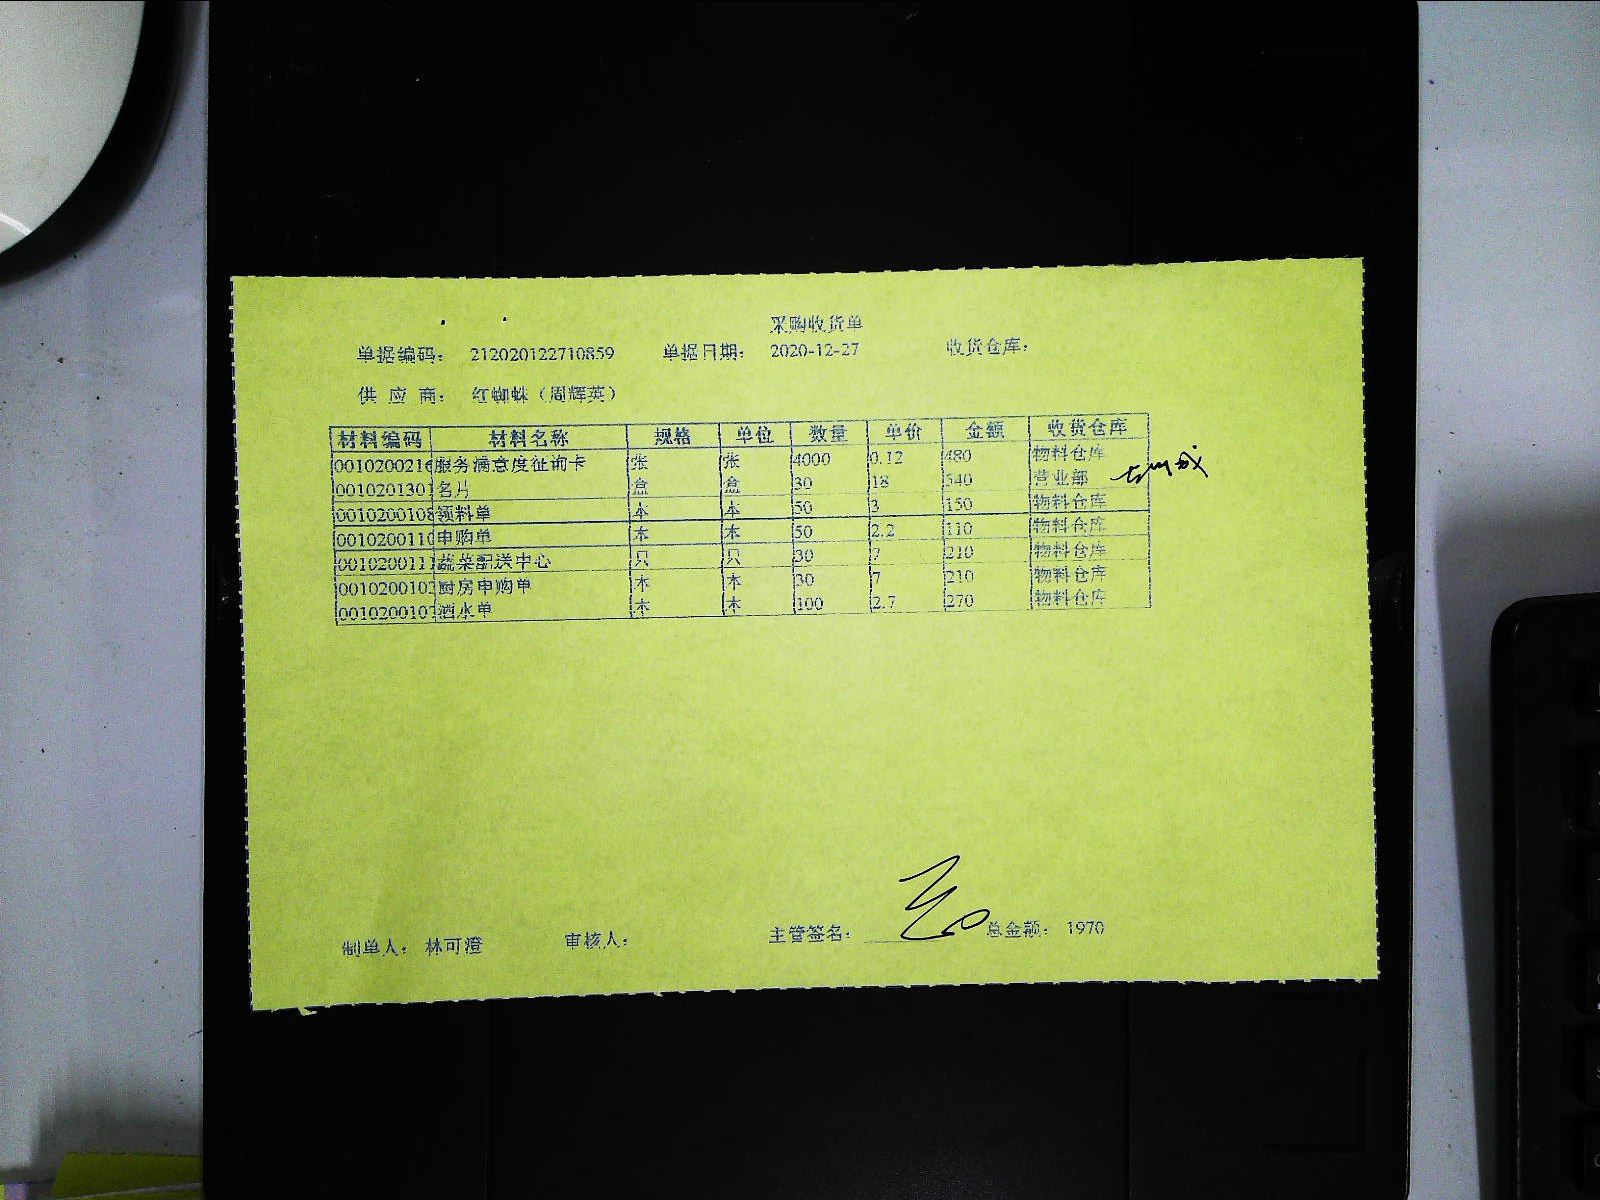 采购收货单
单据编码： 212020122710859 单据日期： 2020-12-27 收货仓库：
供 应 商： 红蜘蛛（周辉英）
材料编码 材料名称 规格 单位 数量 单价 金额 收货仓库
0010200216 服务满意度征询卡 张 张 4000 0.12 480 物料仓库
001020130 名片 盒 盒 30 18 540 营业部
0010200108 领料单 本 本 50 3 150 物料仓库
0010200110 申购单 本 本 50 2.2 110 物料仓库
001020011 蔬菜配送中心 只 只 30 7 210 物料仓库
001020010 厨房申购单 本 本 30 7 210 物料仓库
001020010 酒水单 本 本 100 2.7 270 物料仓库
制单人： 林可澄 审核人： 主管签名： 总金额： 1970